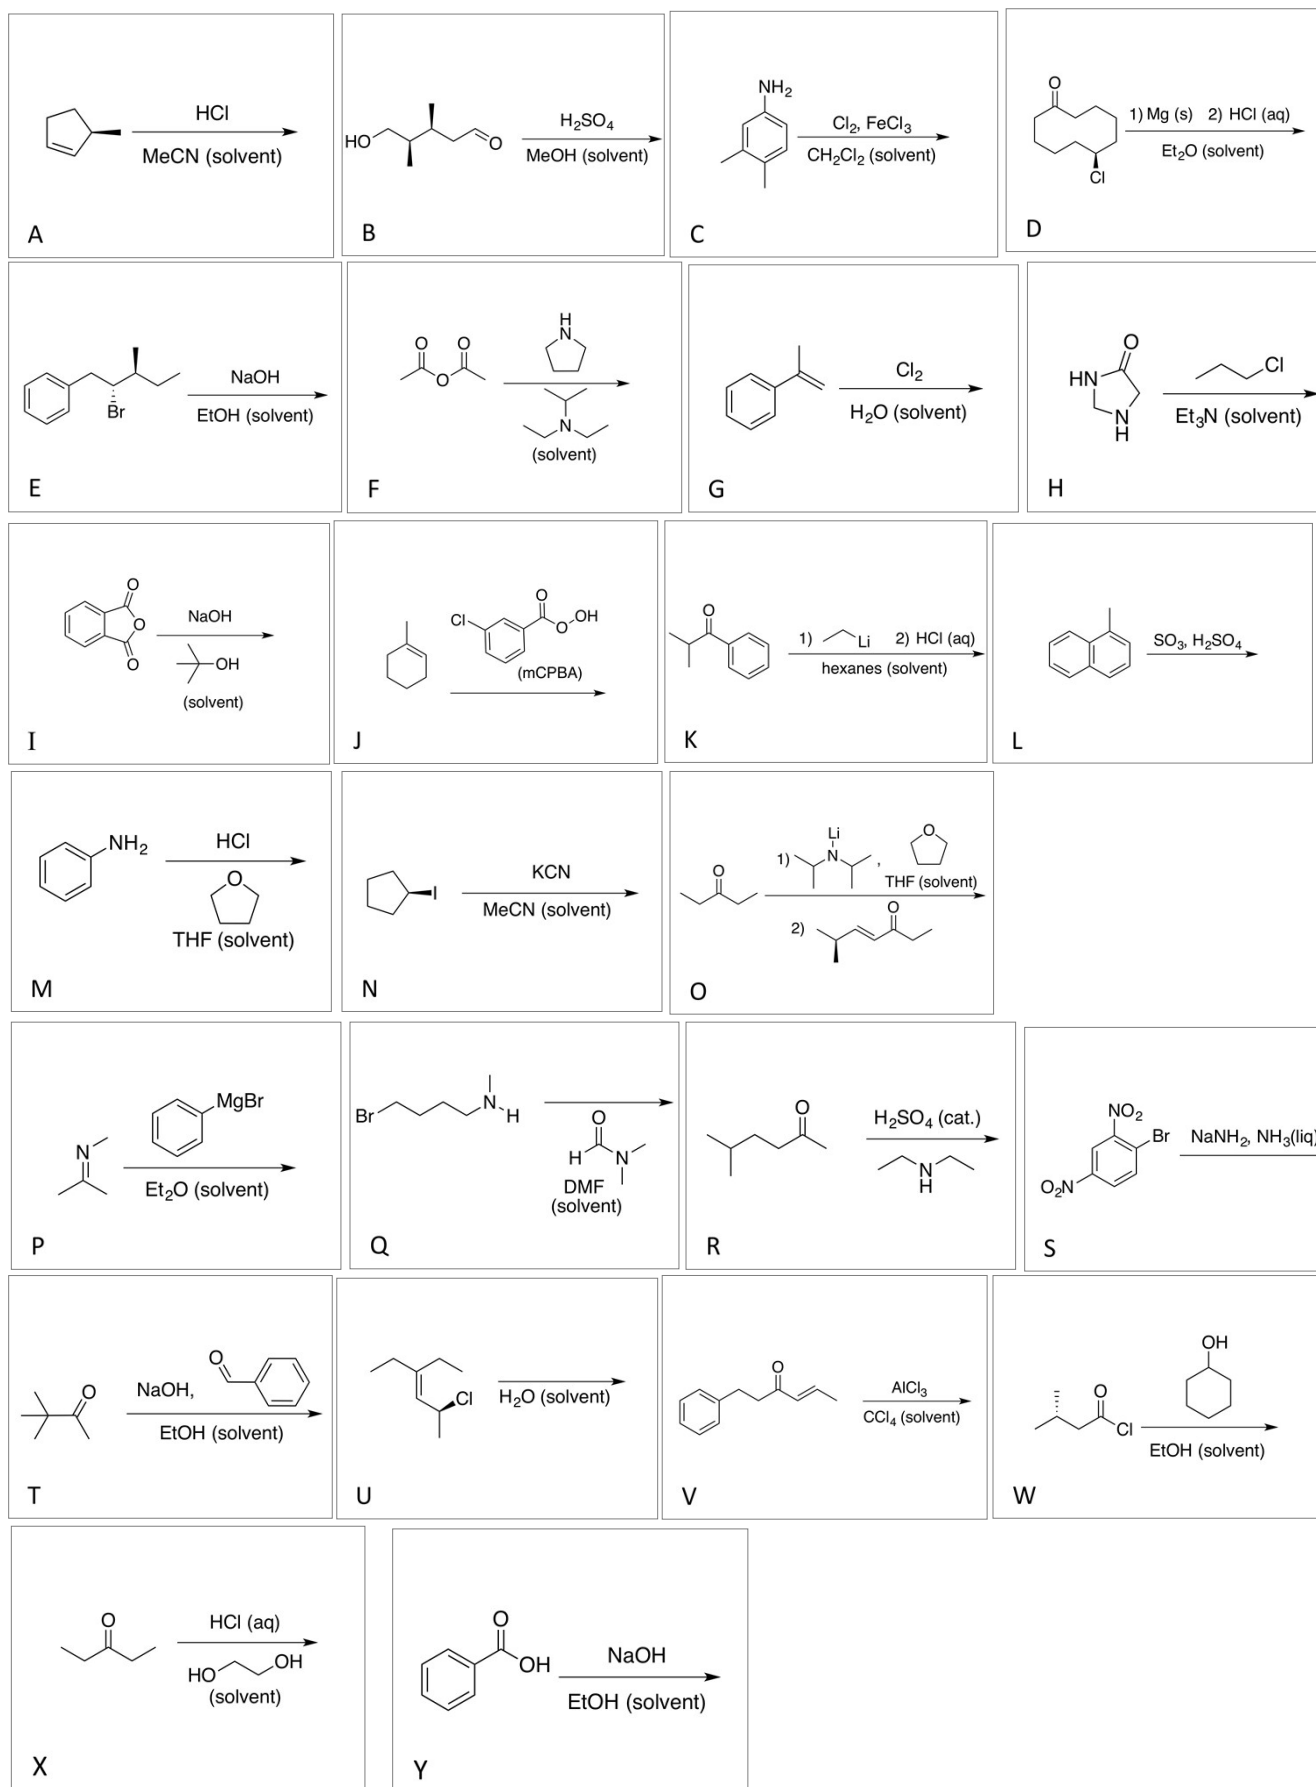 HCl
MeCN (solvent)
A
HO
O
H₂SO₄
MeOH (solvent)
B
NH₂
Cl₂, FeCl₃
CH₂Cl₂ (solvent)
C
O
Cl
1) Mg (s) 2) HCl (aq)
Et₂O (solvent)
D
Br
NaOH
EtOH (solvent)
E
O O
O
H
N
N
(solvent)
F
Cl₂
H₂O (solvent)
G
O
HN
N
H
Cl
Et₃N (solvent)
H
O
O
O
NaOH
OH
(solvent)
I
Cl
O
OH
O
(mCPBA)
J
O
1) Li 2) HCl (aq)
hexanes (solvent)
K
SO₃, H₂SO₄
L
NH₂
HCl
O
THF (solvent)
M
I
KCN
MeCN (solvent)
N
O
Li
1) N , O
THF (solvent)
2) O
O
N
MgBr
Et₂O (solvent)
P
Br
N
H
O
H N
DMF
(solvent)
Q
O
H₂SO₄ (cat.)
N
H
R
NO₂
Br
O₂N
NaNH₂, NH₃(liq)
S
O
NaOH,
O
EtOH (solvent)
T
Cl
H₂O (solvent)
U
O
AlCl₃
CCl₄ (solvent)
V
O
Cl
OH
EtOH (solvent)
W
O
HCl (aq)
HO OH
(solvent)
X
O
OH
NaOH
EtOH (solvent)
Y